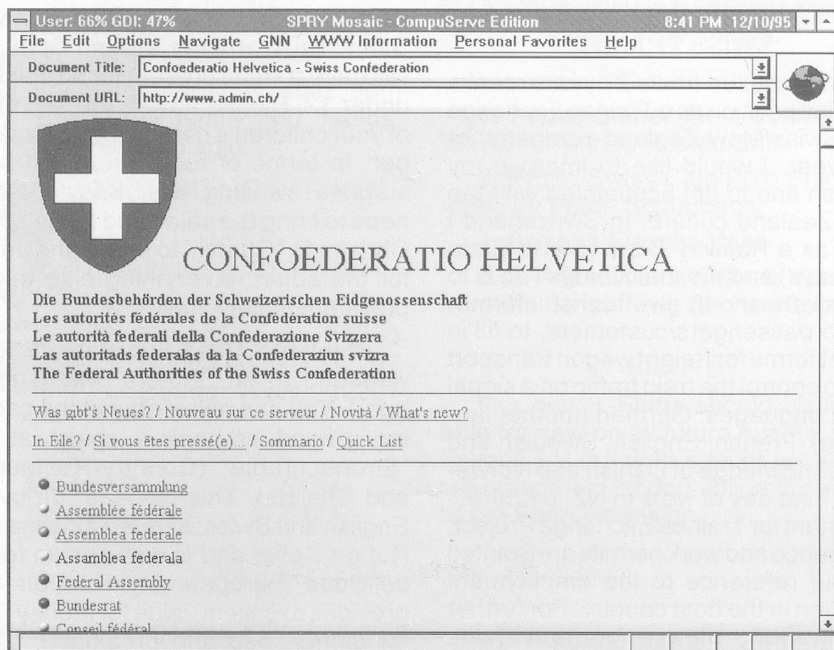 User: 66% GDI: 47% SPRY Mosaic - CompuServe Edition 8:41 PM 12/10/95
File Edit Options Navigate GNN WWW Information Personal Favorites Help
Document Title: Confoederatio Helvetica - Swiss Confederation
Document URL: http://www.admin.ch/
CONFOEDERATIO HELVETICA
Die Bundesbehörden der Schweizerischen Eidgenossenschaft
Les autorités fédérales de la Confédération suisse
Le autorità federali della Confederazione Svizzera
Las autoritads federalas da la Confederaziun svizra
The Federal Authorities of the Swiss Confederation
Was gibt's Neues? / Nouveau sur ce serveur / Novità / What's new?
In Eile? / Si vous êtes pressé(e)... / Sommario / Quick List
Bundesversammlung
Assemblée fédérale
Assemblea federale
Assamblea federala
Federal Assembly
Bundesrat
Conseil fédéral